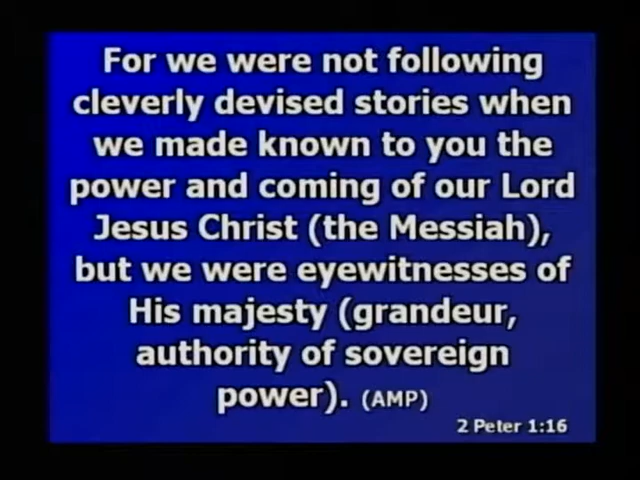 For we were not following
cleverly devised stories when
we made known to you the
power and coming of our Lord
Jesus Christ (the Messiah),
but we were eyewitnesses of
His majesty (grandeur,
authority of sovereign
power). (AMP)
2 Peter 1:16